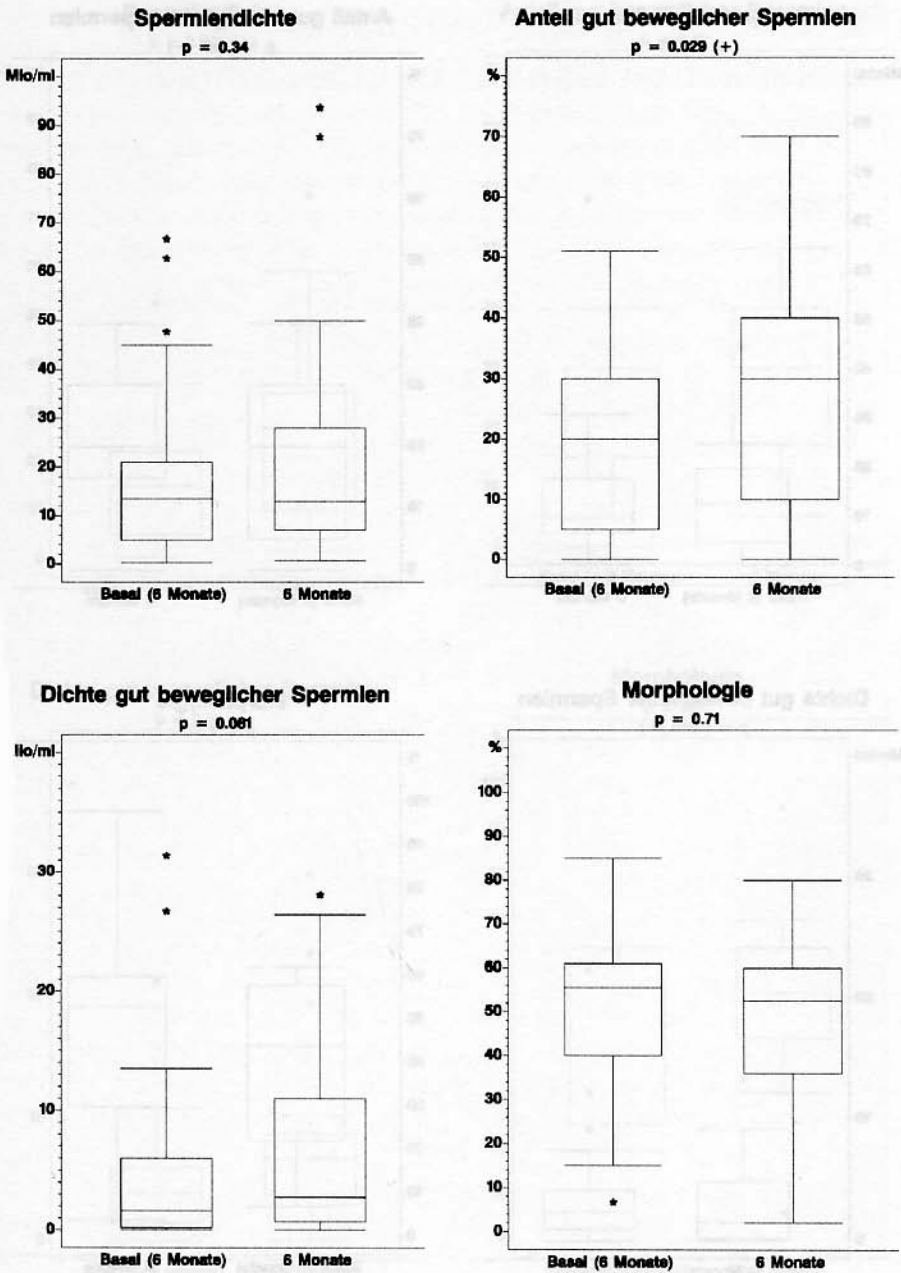 Spermiendichte
p = 0.34
Mio/ml
90
80
70
60
50
40
30
20
10
0
Basal (6 Monate)
6 Monate
Anteil gut beweglicher Spermien
p = 0.029 (+)
%
70
60
50
40
30
20
10
0
Basal (6 Monate)
6 Monate
Dichte gut beweglicher Spermien
p = 0.061
lio/ml
30
20
10
0
Basal (6 Monate)
6 Monate
Morphologie
p = 0.71
%
100
90
80
70
60
50
40
30
20
10
0
Basal (6 Monate)
6 Monate